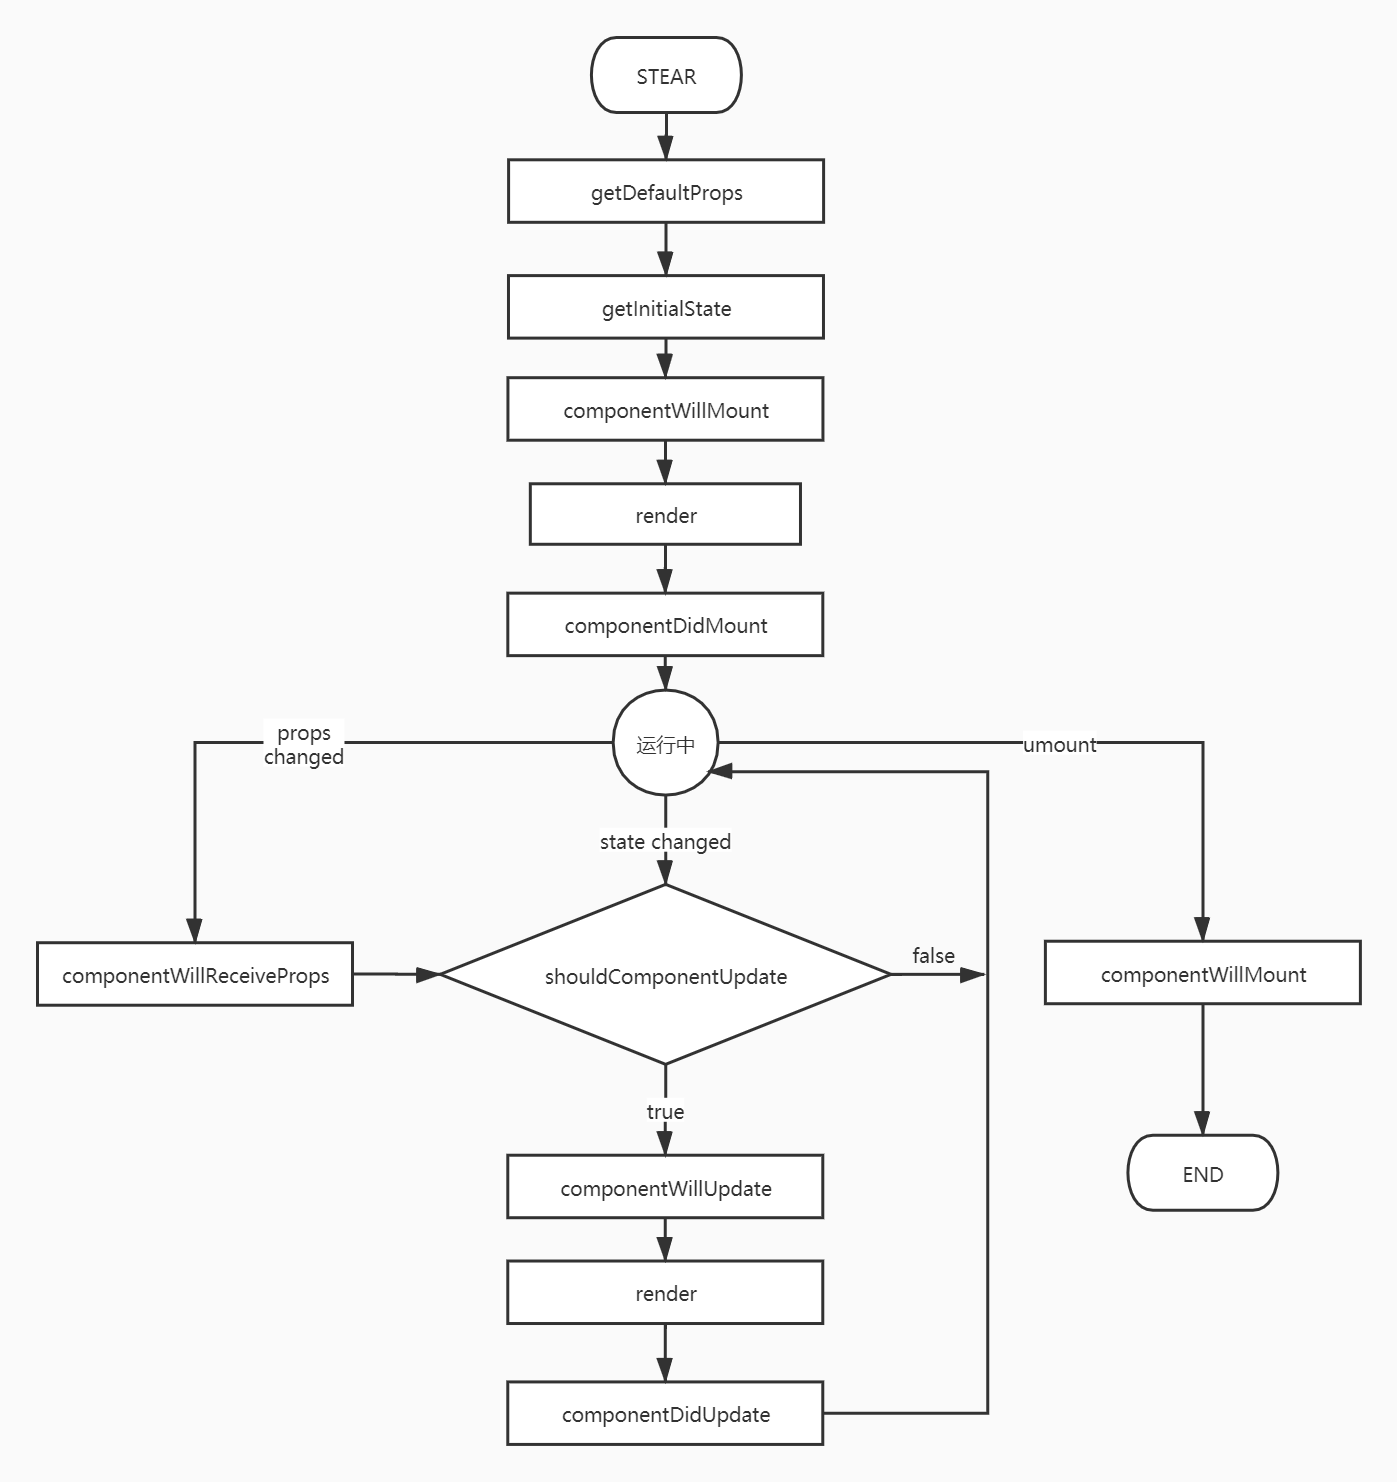 STEAR
getDefaultProps
getInitialState
componentWillMount
render
componentDidMount
运行中
props
changed
umount
state changed
componentWillReceiveProps
shouldComponentUpdate
false
componentWillMount
true
componentWillUpdate
END
render
componentDidUpdate